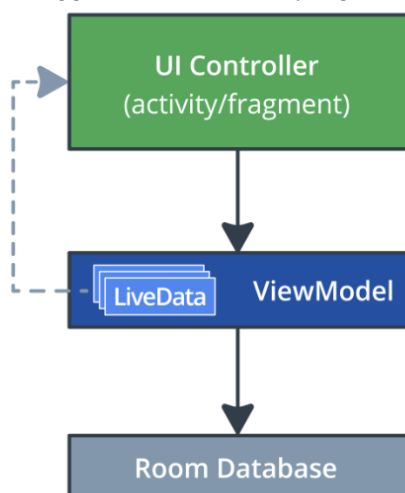 UI Controller
(activity/fragment)
LiveData
ViewModel
Room Database